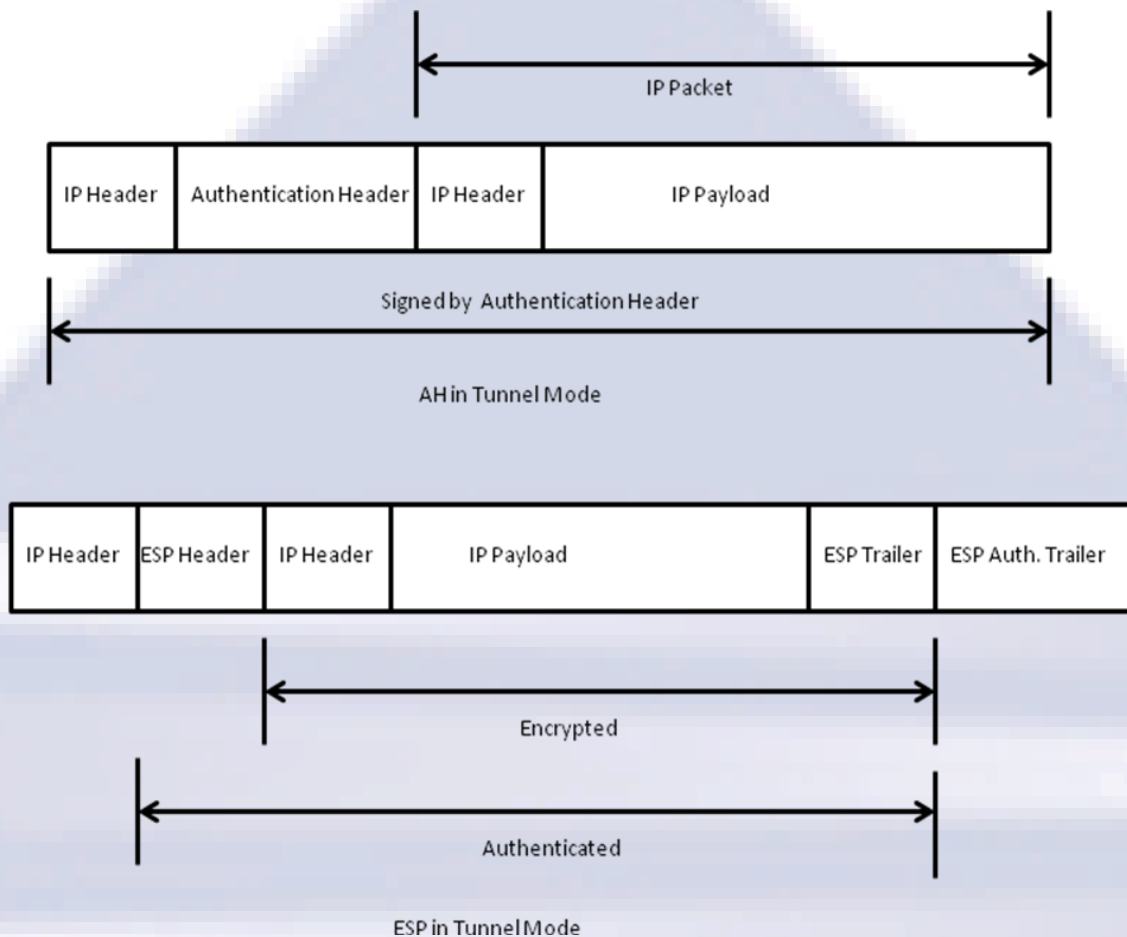 IP Packet
IP Header Authentication Header IP Header IP Payload
Signed by Authentication Header
AH in Tunnel Mode
IP Header ESP Header IP Header IP Payload ESP Trailer ESP Auth. Trailer
Encrypted
Authenticated
ESP in Tunnel Mode